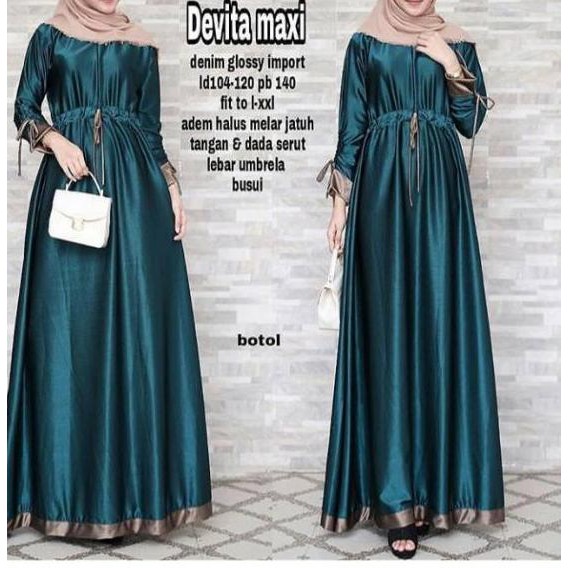 Devita maxi
denim glossy import
ld104-120 pb 140
fit to l-xxl
adem halus melar jatuh
tangan & dada serut
lebar umbrela
busui
botol